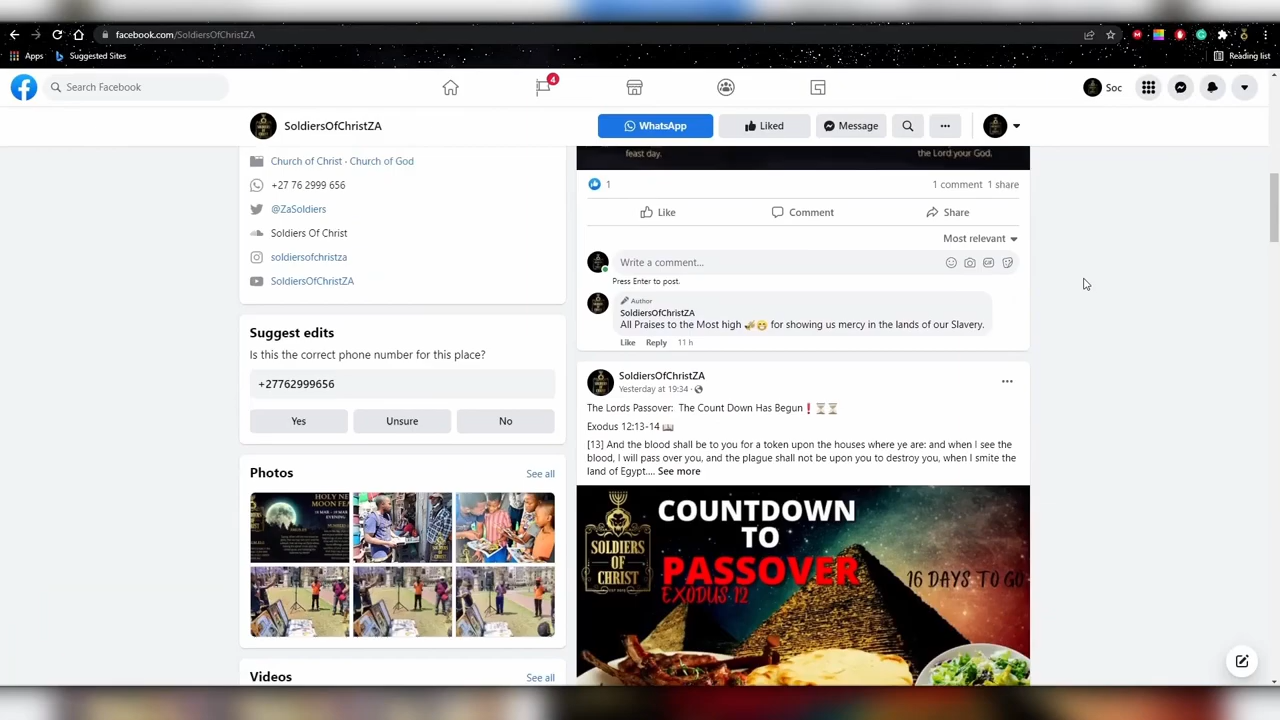 facebook.com/SoldiersOfChristZA
Reading list
Apps
Suggested Sites
Search Facebook
4
Soc
SoldiersOfChristZA
WhatsApp
Liked
Message
Church of Christ · Church of God
+27 76 2999 656
@ZaSoldiers
Soldiers Of Christ
soldiersofchristza
SoldiersOfChristZA
Suggest edits
Is this the correct phone number for this place?
+27762999656
Yes
Unsure
No
Photos
See all
HOLY NE
MOON FEA
EVENING
Videos
See all
feast day.
the Lord your God.
1
1 comment 1 share
Like
Comment
Share
Most relevant
Write a comment...
Press Enter to post.
Author
SoldiersOfChristZA
All Praises to the Most high 🎺😁 for showing us mercy in the lands of our Slavery.
Like Reply 11 h
SoldiersOfChristZA
Yesterday at 19:34 ·
The Lords Passover: The Count Down Has Begun❗⏳⏳
Exodus 12:13-14 📖
[13] And the blood shall be to you for a token upon the houses where ye are: and when I see the
blood, I will pass over you, and the plague shall not be upon you to destroy you, when I smite the
land of Egypt.... See more
SOLDIERS
OF
CHRIST
COUNTDOWN
TO
PASSOVER
EXODUS 12
16 DAYS TO GO